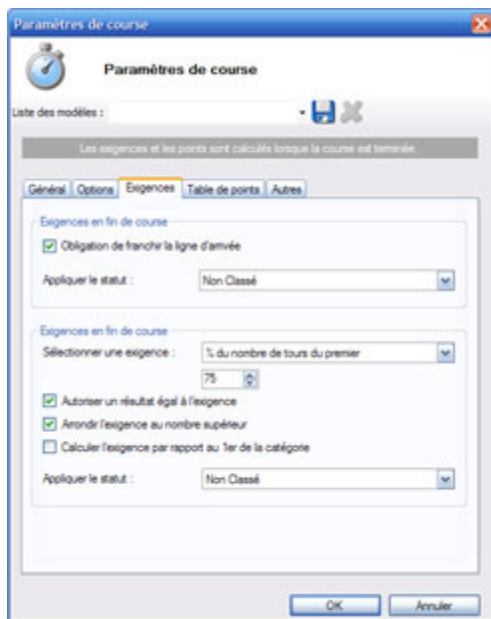 Paramètres de course
Paramètres de course
Liste des modèles :
Les exigences et les points sont calculés lorsque la course est terminée.
Général Options Exigences Table de points Autres
Exigences en fin de course
Obligation de franchir la ligne d'arrivée
Appliquer le statut : Non Classé
Exigences en fin de course
Sélectionner une exigence : % du nombre de tours du premier
75
Autoriser un résultat égal à l'exigence
Arrondir l'exigence au nombre supérieur
Calculer l'exigence par rapport au 1er de la catégorie
Appliquer le statut : Non Classé
OK Annuler